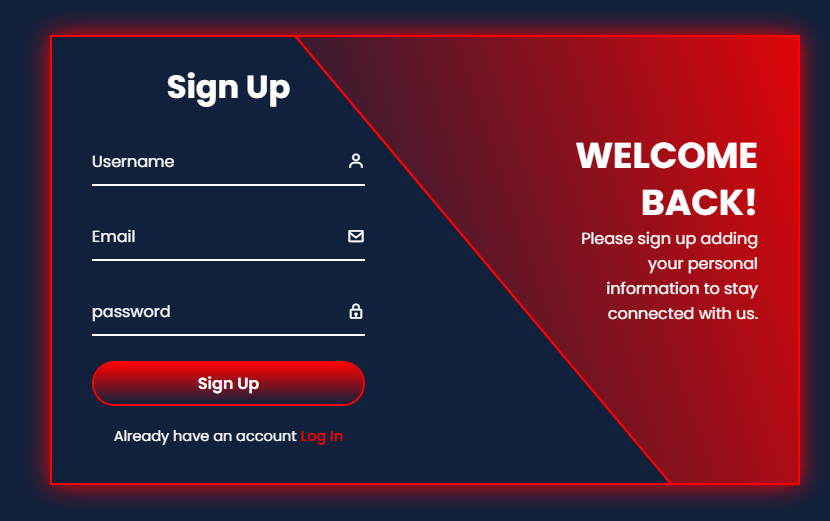 Sign Up
Username
Email
password
Sign Up
Already have an account Log In
WELCOME
BACK!
Please sign up adding
your personal
information to stay
connected with us.